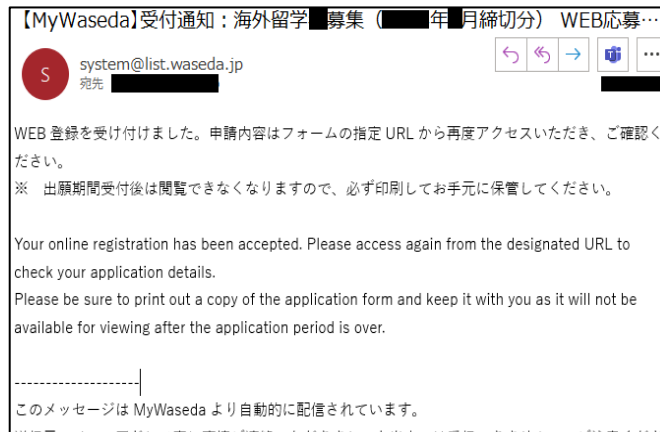 【MyWaseda】受付通知：海外留学 募集（ 年 月締切分） WEB応募…
S
system@list.waseda.jp
宛先
WEB 登録を受け付けました。申請内容はフォームの指定 URL から再度アクセスいただき、ご確認く
ださい。
※ 出願期間受付後は閲覧できなくなりますので、必ず印刷してお手元に保管してください。
Your online registration has been accepted. Please access again from the designated URL to
check your application details.
Please be sure to print out a copy of the application form and keep it with you as it will not be
available for viewing after the application period is over.
--------------------
このメッセージは MyWaseda より自動的に配信されています。